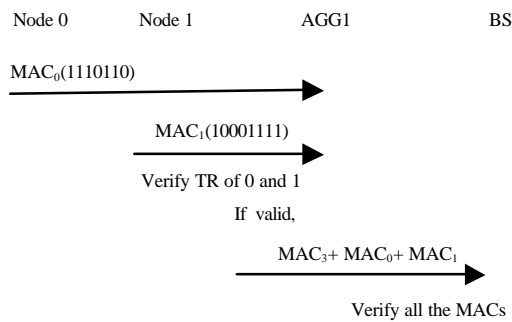 Node 0 Node 1 AGG1 BS
MAC₀(1110110)
MAC₁(10001111)
Verify TR of 0 and 1
If valid,
MAC₃+ MAC₀+ MAC₁
Verify all the MACs